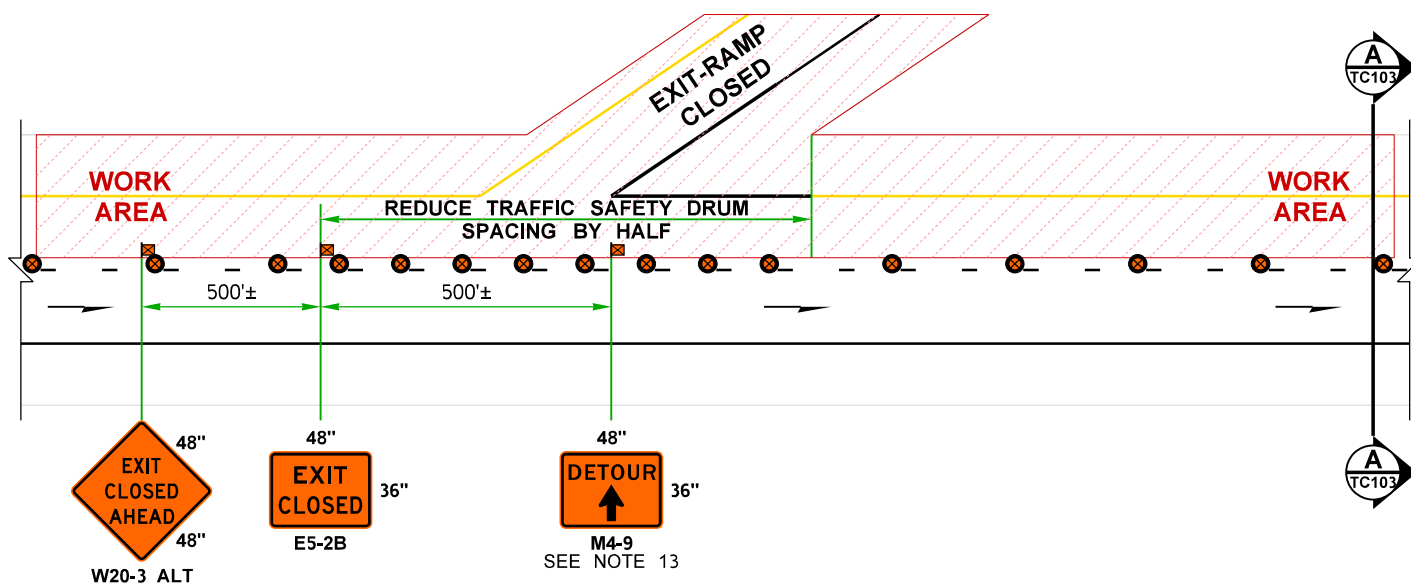 EXIT-RAMP
CLOSED
A
TC103
WORK
AREA
WORK
AREA
REDUCE TRAFFIC SAFETY DRUM
SPACING BY HALF
500'±
500'±
48"
EXIT
CLOSED
AHEAD
48"
W20-3 ALT
48"
EXIT
CLOSED
36"
E5-2B
48"
DETOUR
36"
M4-9
SEE NOTE 13
A
TC103